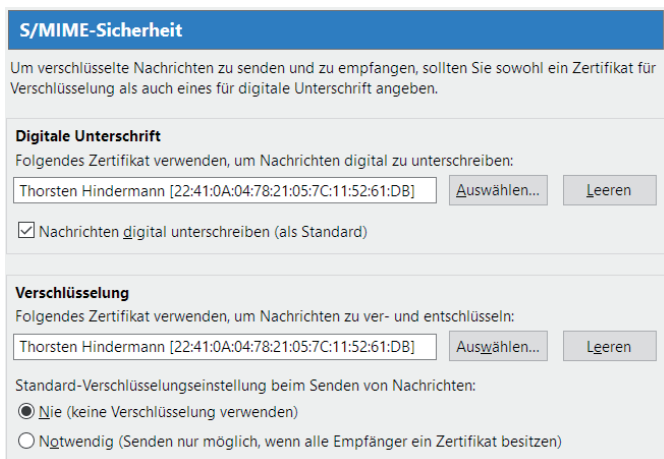 S/MIME-Sicherheit
Um verschlüsselte Nachrichten zu senden und zu empfangen, sollten Sie sowohl ein Zertifikat für
Verschlüsselung als auch eines für digitale Unterschrift angeben.
Digitale Unterschrift
Folgendes Zertifikat verwenden, um Nachrichten digital zu unterschreiben:
Thorsten Hindermann [22:41:0A:04:78:21:05:7C:11:52:61:DB] Auswählen... Leeren
Nachrichten digital unterschreiben (als Standard)
Verschlüsselung
Folgendes Zertifikat verwenden, um Nachrichten zu ver- und entschlüsseln:
Thorsten Hindermann [22:41:0A:04:78:21:05:7C:11:52:61:DB] Auswählen... Leeren
Standard-Verschlüsselungseinstellung beim Senden von Nachrichten:
Nie (keine Verschlüsselung verwenden)
Notwendig (Senden nur möglich, wenn alle Empfänger ein Zertifikat besitzen)